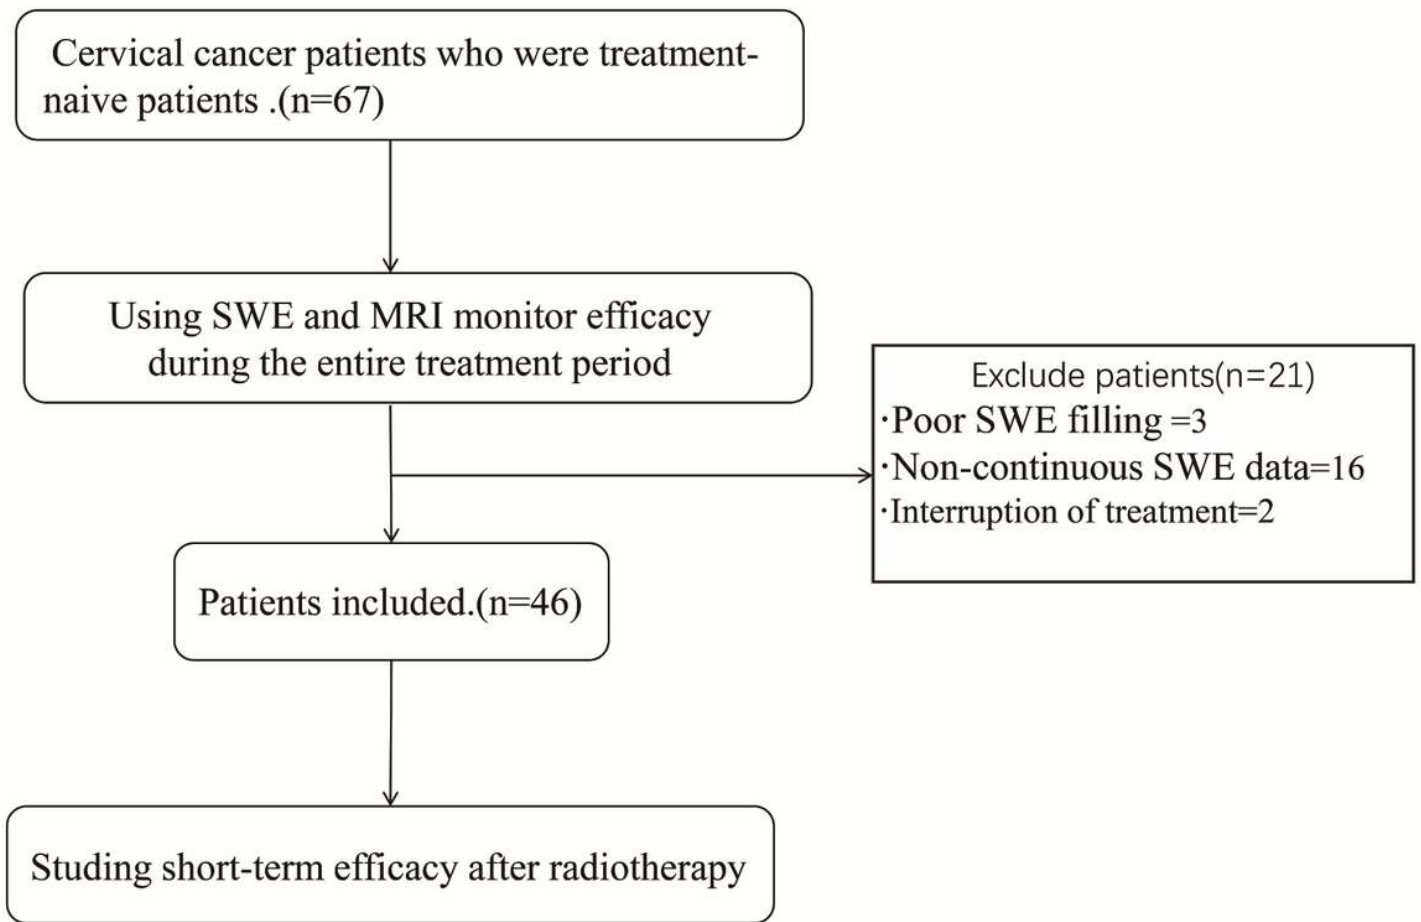 Cervical cancer patients who were treatment-
naive patients .(n=67)
Using SWE and MRI monitor efficacy
during the entire treatment period
Exclude patients(n=21)
·Poor SWE filling =3
·Non-continuous SWE data=16
·Interruption of treatment=2
Patients included.(n=46)
Studing short-term efficacy after radiotherapy